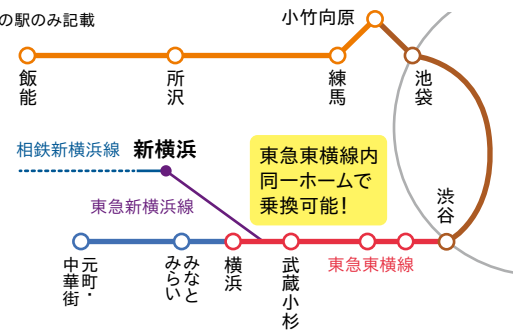 の駅のみ記載
小竹向原
飯能
所沢
練馬
池袋
相鉄新横浜線
新横浜
東急東横線内
同一ホームで
乗換可能！
渋谷
東急新横浜線
元町・
中華街
みなと
みらい
横浜
武蔵小杉
東急東横線